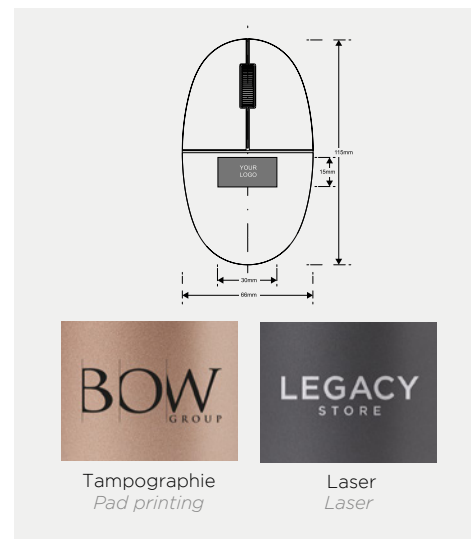 YOUR
LOGO
115mm
15mm
30mm
66mm
BOW
GROUP
LEGACY
STORE
Tampographie
Pad printing
Laser
Laser